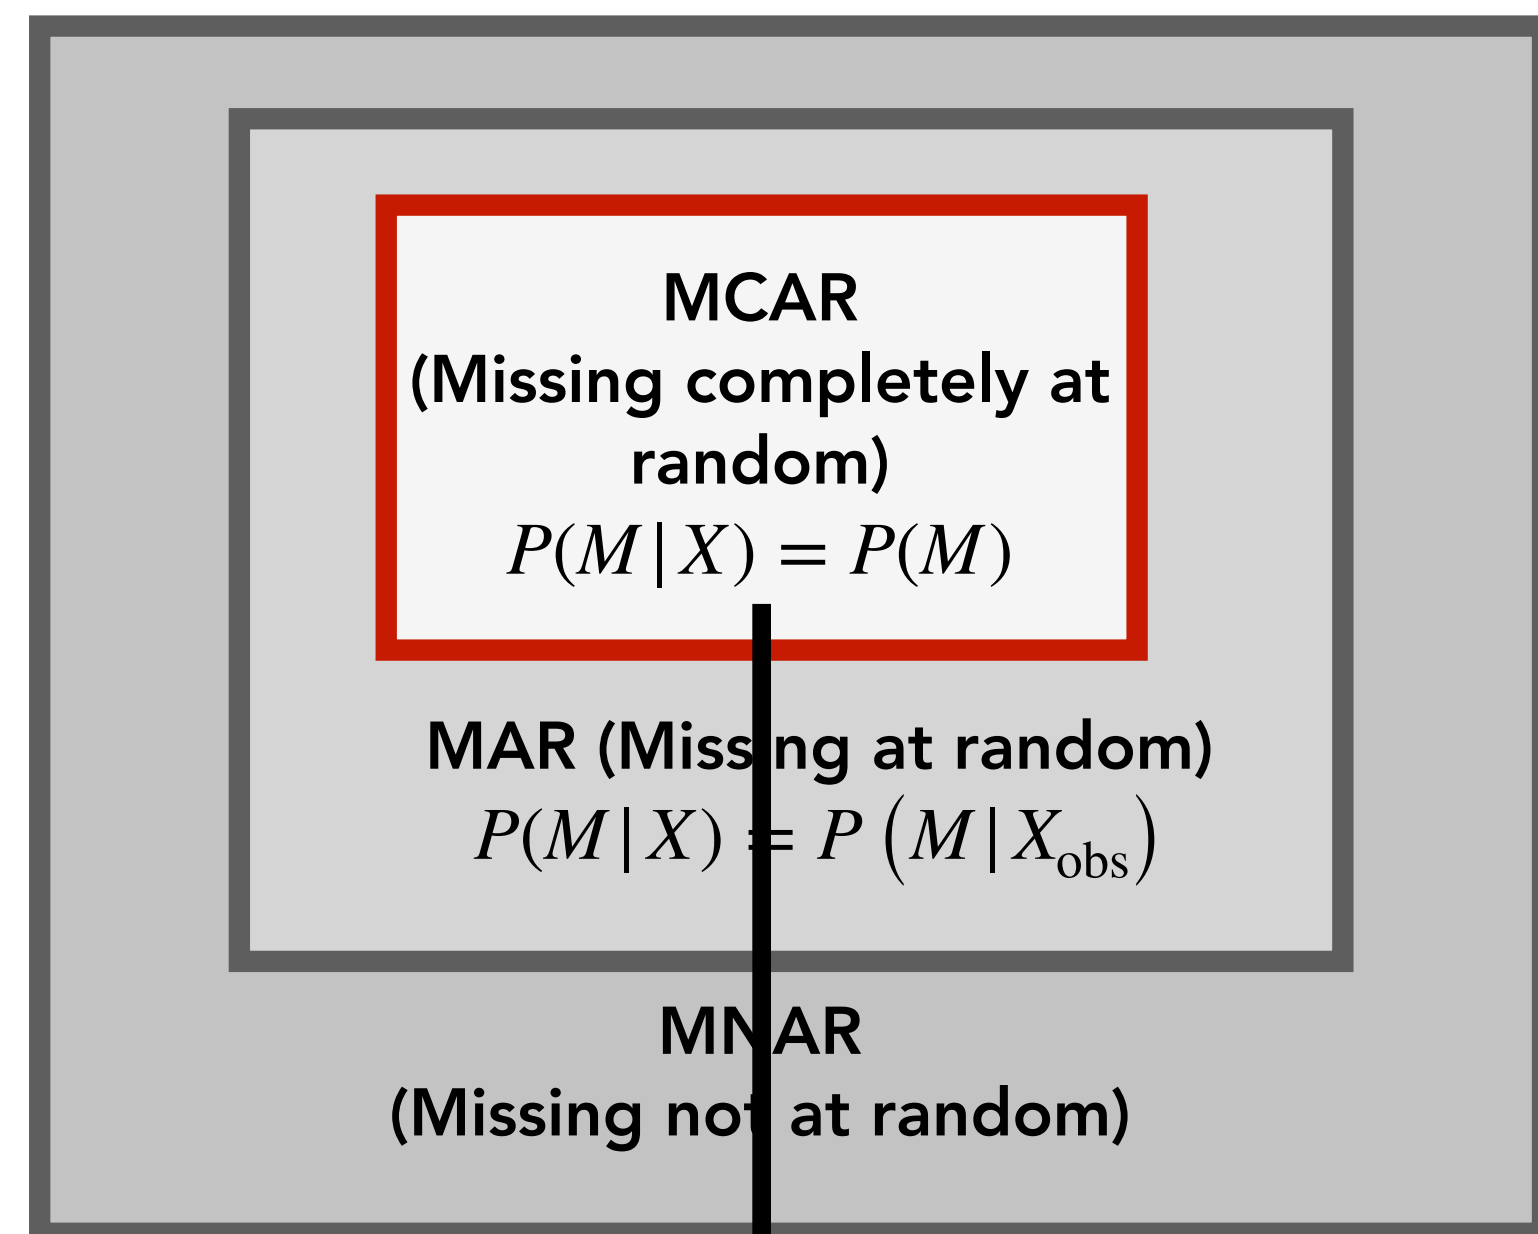 MCAR
(Missing completely at
random)
P(M|X) = P(M)
MAR (Missing at random)
P(M|X) = P(M|X_obs)
MNAR
(Missing not at random)